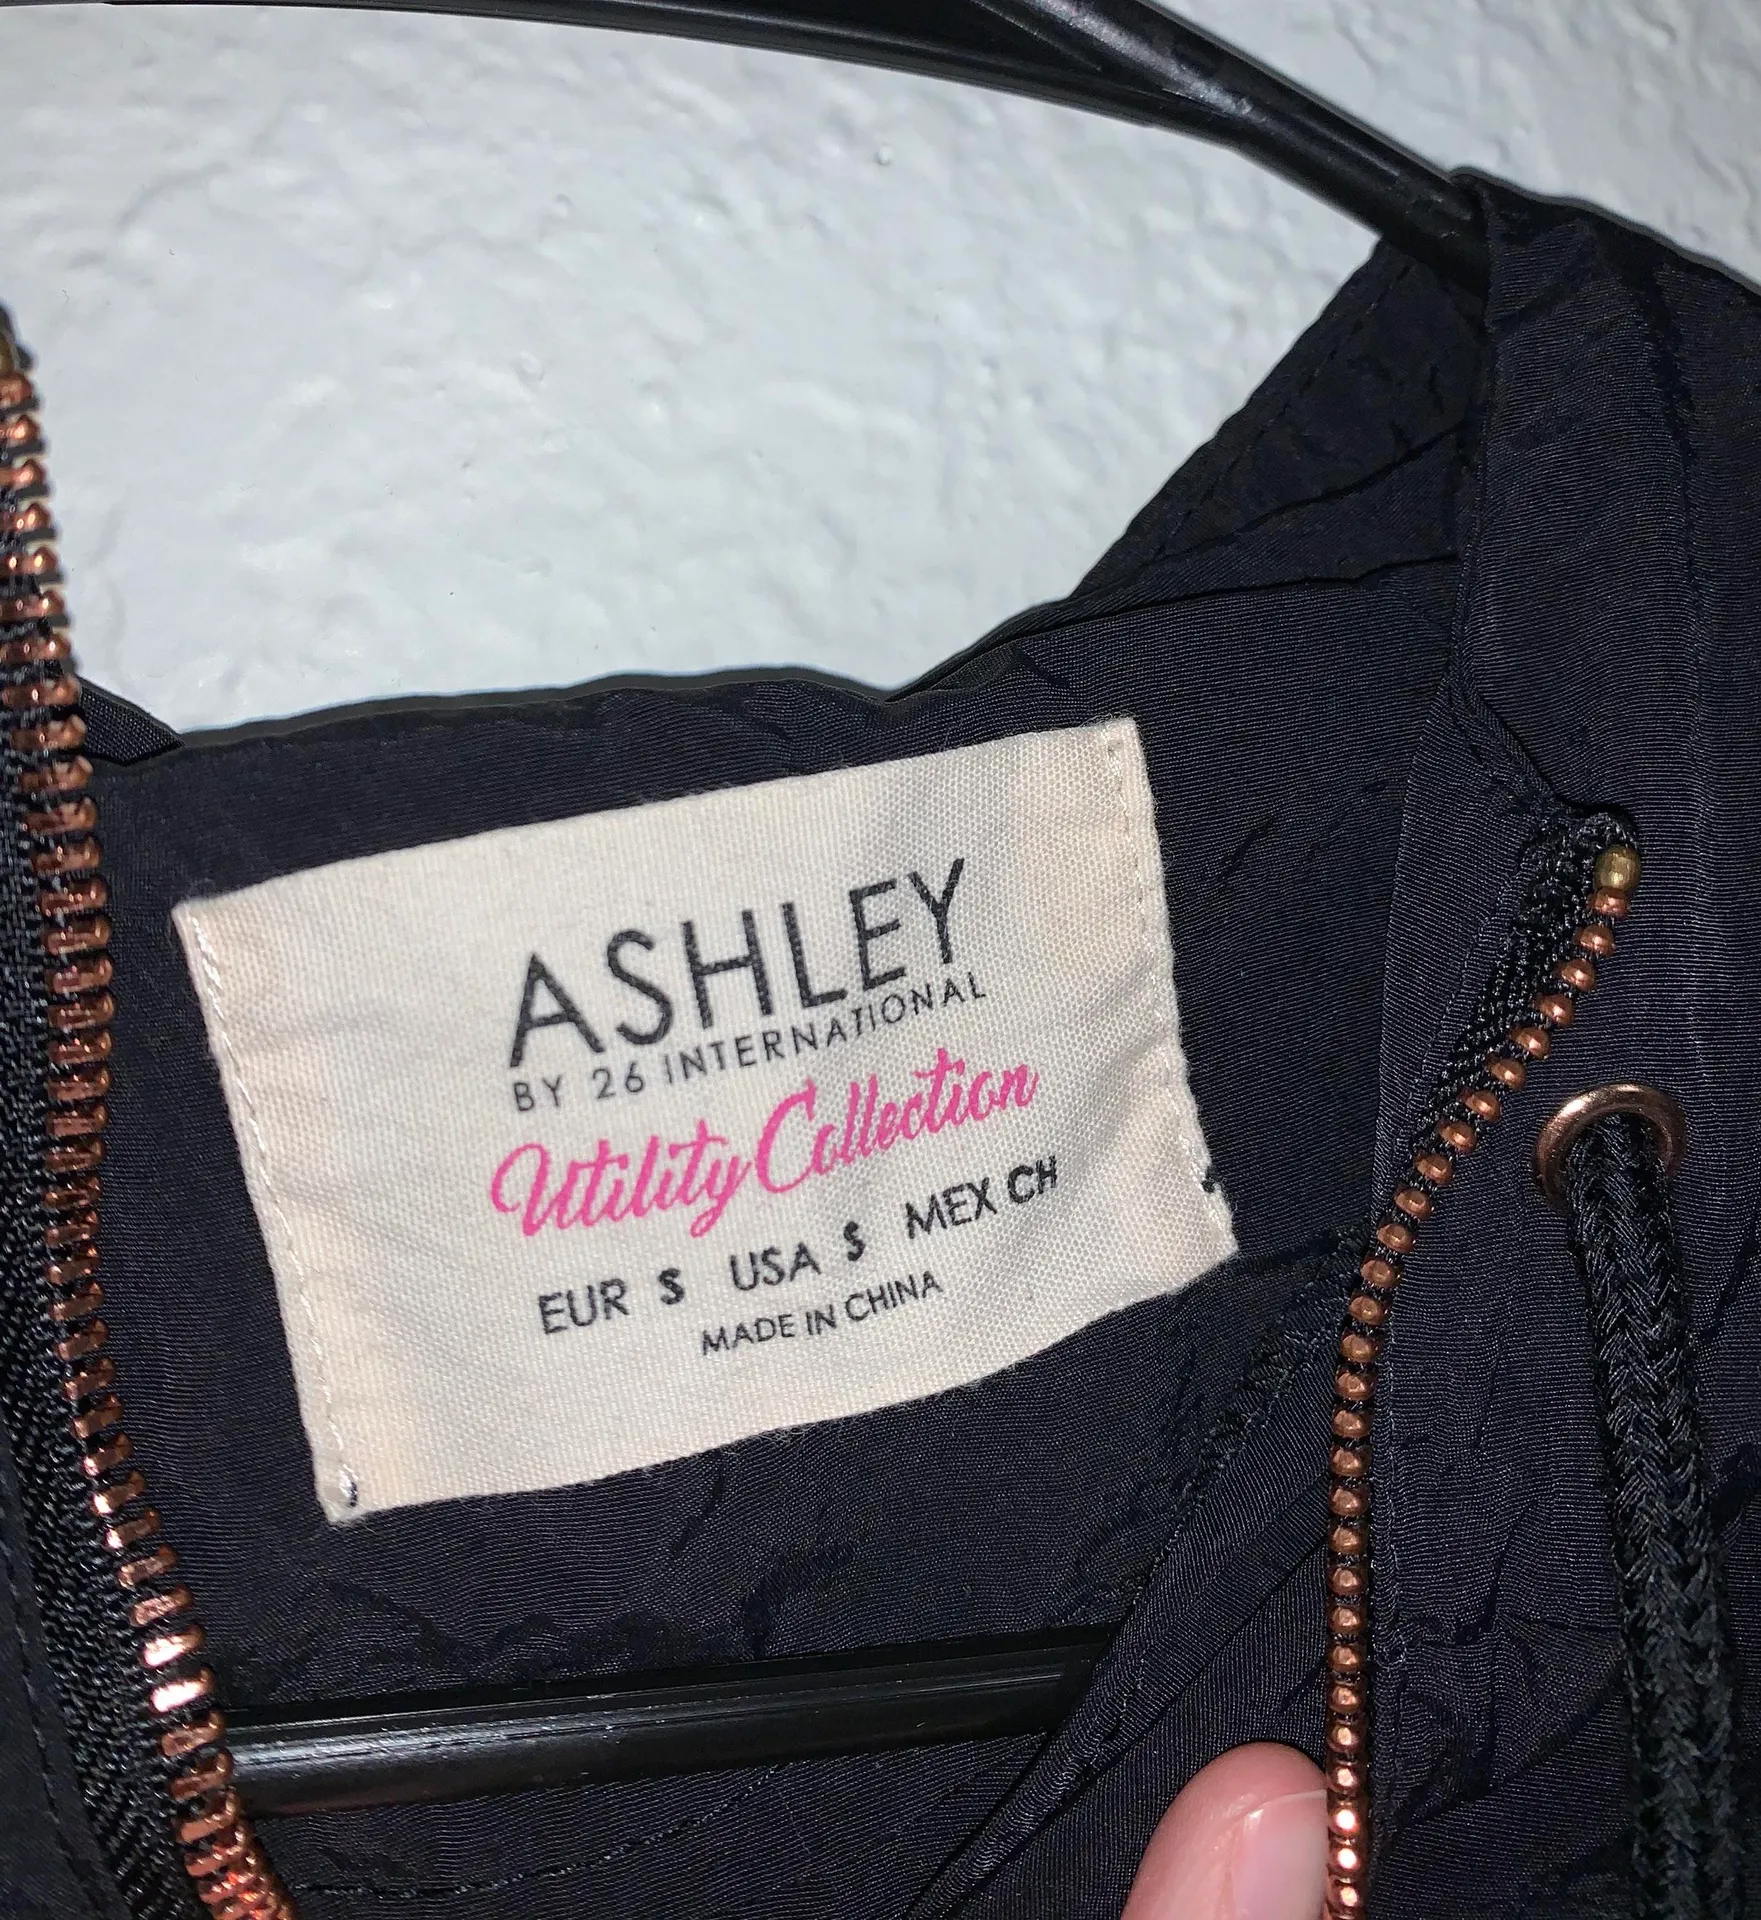 ASHLEY
BY 26 INTERNATIONAL
Utility Collection
EUR S USA S MEX CH
MADE IN CHINA